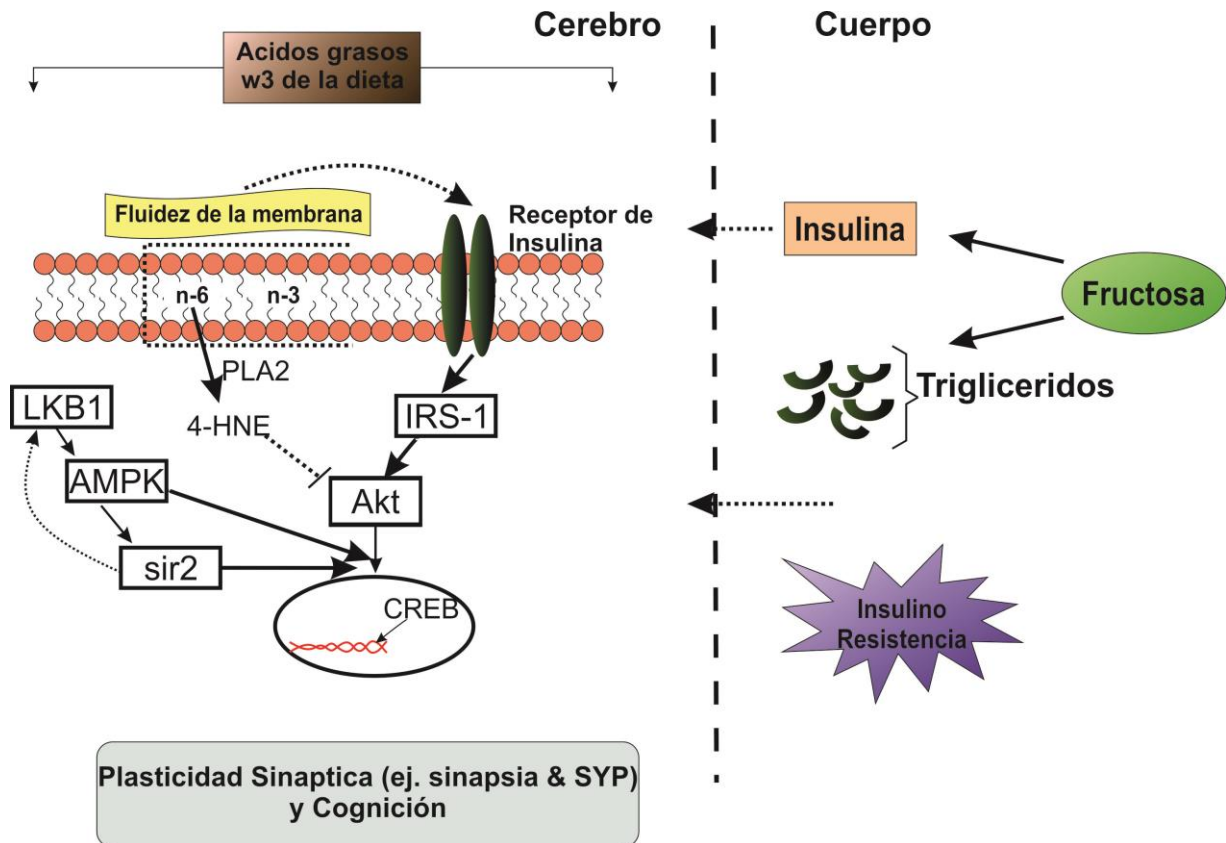 Cerebro
Cuerpo
Acidos grasos
w3 de la dieta
Fluidez de la membrana
Receptor de
Insulina
n-6
n-3
PLA2
4-HNE
LKB1
AMPK
sir2
IRS-1
Akt
CREB
Plasticidad Sinaptica (ej. sinapsia & SYP)
y Cognición
Insulina
Fructosa
Trigliceridos
Insulino
Resistencia